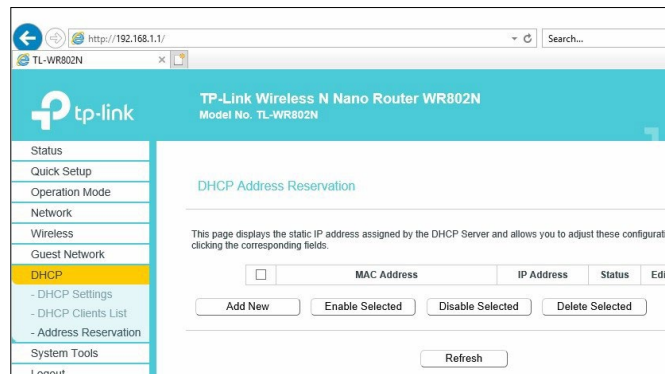 http://192.168.1.1/
Search...
TL-WR802N
tp-link
TP-Link Wireless N Nano Router WR802N
Model No. TL-WR802N
Status
Quick Setup
Operation Mode
Network
Wireless
Guest Network
DHCP
- DHCP Settings
- DHCP Clients List
- Address Reservation
System Tools
Logout
DHCP Address Reservation
This page displays the static IP address assigned by the DHCP Server and allows you to adjust these configurati
clicking the corresponding fields.
MAC Address IP Address Status Edi
Add New Enable Selected Disable Selected Delete Selected
Refresh